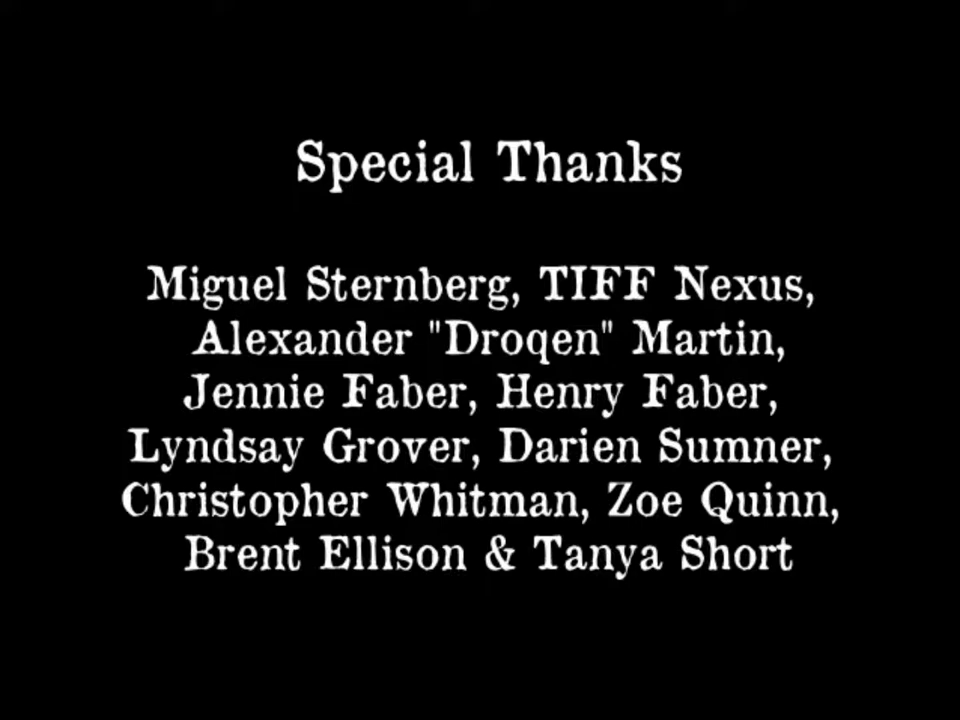 Special Thanks
Miguel Sternberg, TIFF Nexus,
Alexander "Droqen" Martin,
Jennie Faber, Henry Faber,
Lyndsay Grover, Darien Sumner,
Christopher Whitman, Zoe Quinn,
Brent Ellison & Tanya Short